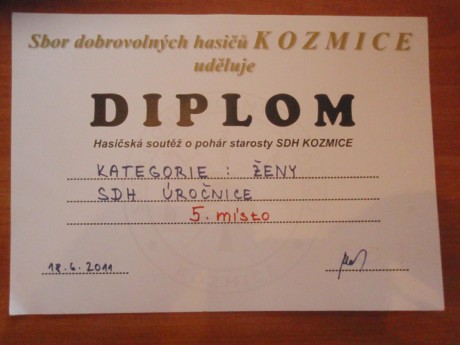 Sbor dobrovolných hasičů KOZMICE
uděluje
DIPLOM
Hasičská soutěž o pohár starosty SDH KOZMICE
KATEGORIE : ŽENY
SDH ÚROČNICE
5. místo
18.6.2011